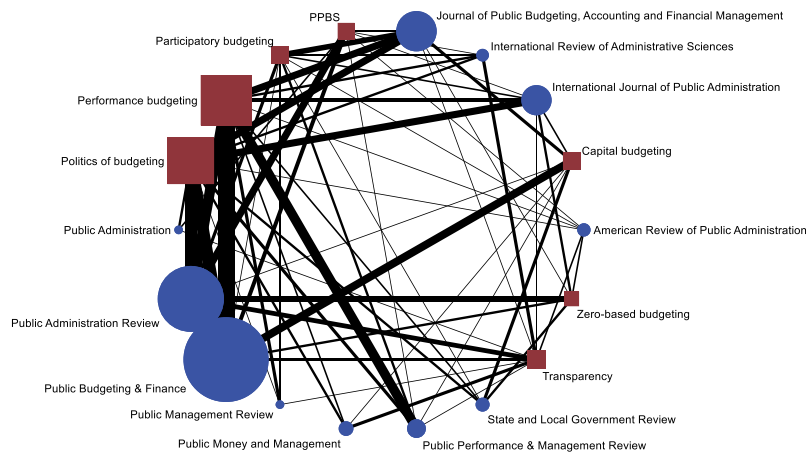 PPBS
Journal of Public Budgeting, Accounting and Financial Management
Participatory budgeting
International Review of Administrative Sciences
Performance budgeting
International Journal of Public Administration
Politics of budgeting
Capital budgeting
Public Administration
American Review of Public Administration
Public Administration Review
Zero-based budgeting
Public Budgeting & Finance
Transparency
Public Management Review
State and Local Government Review
Public Money and Management
Public Performance & Management Review